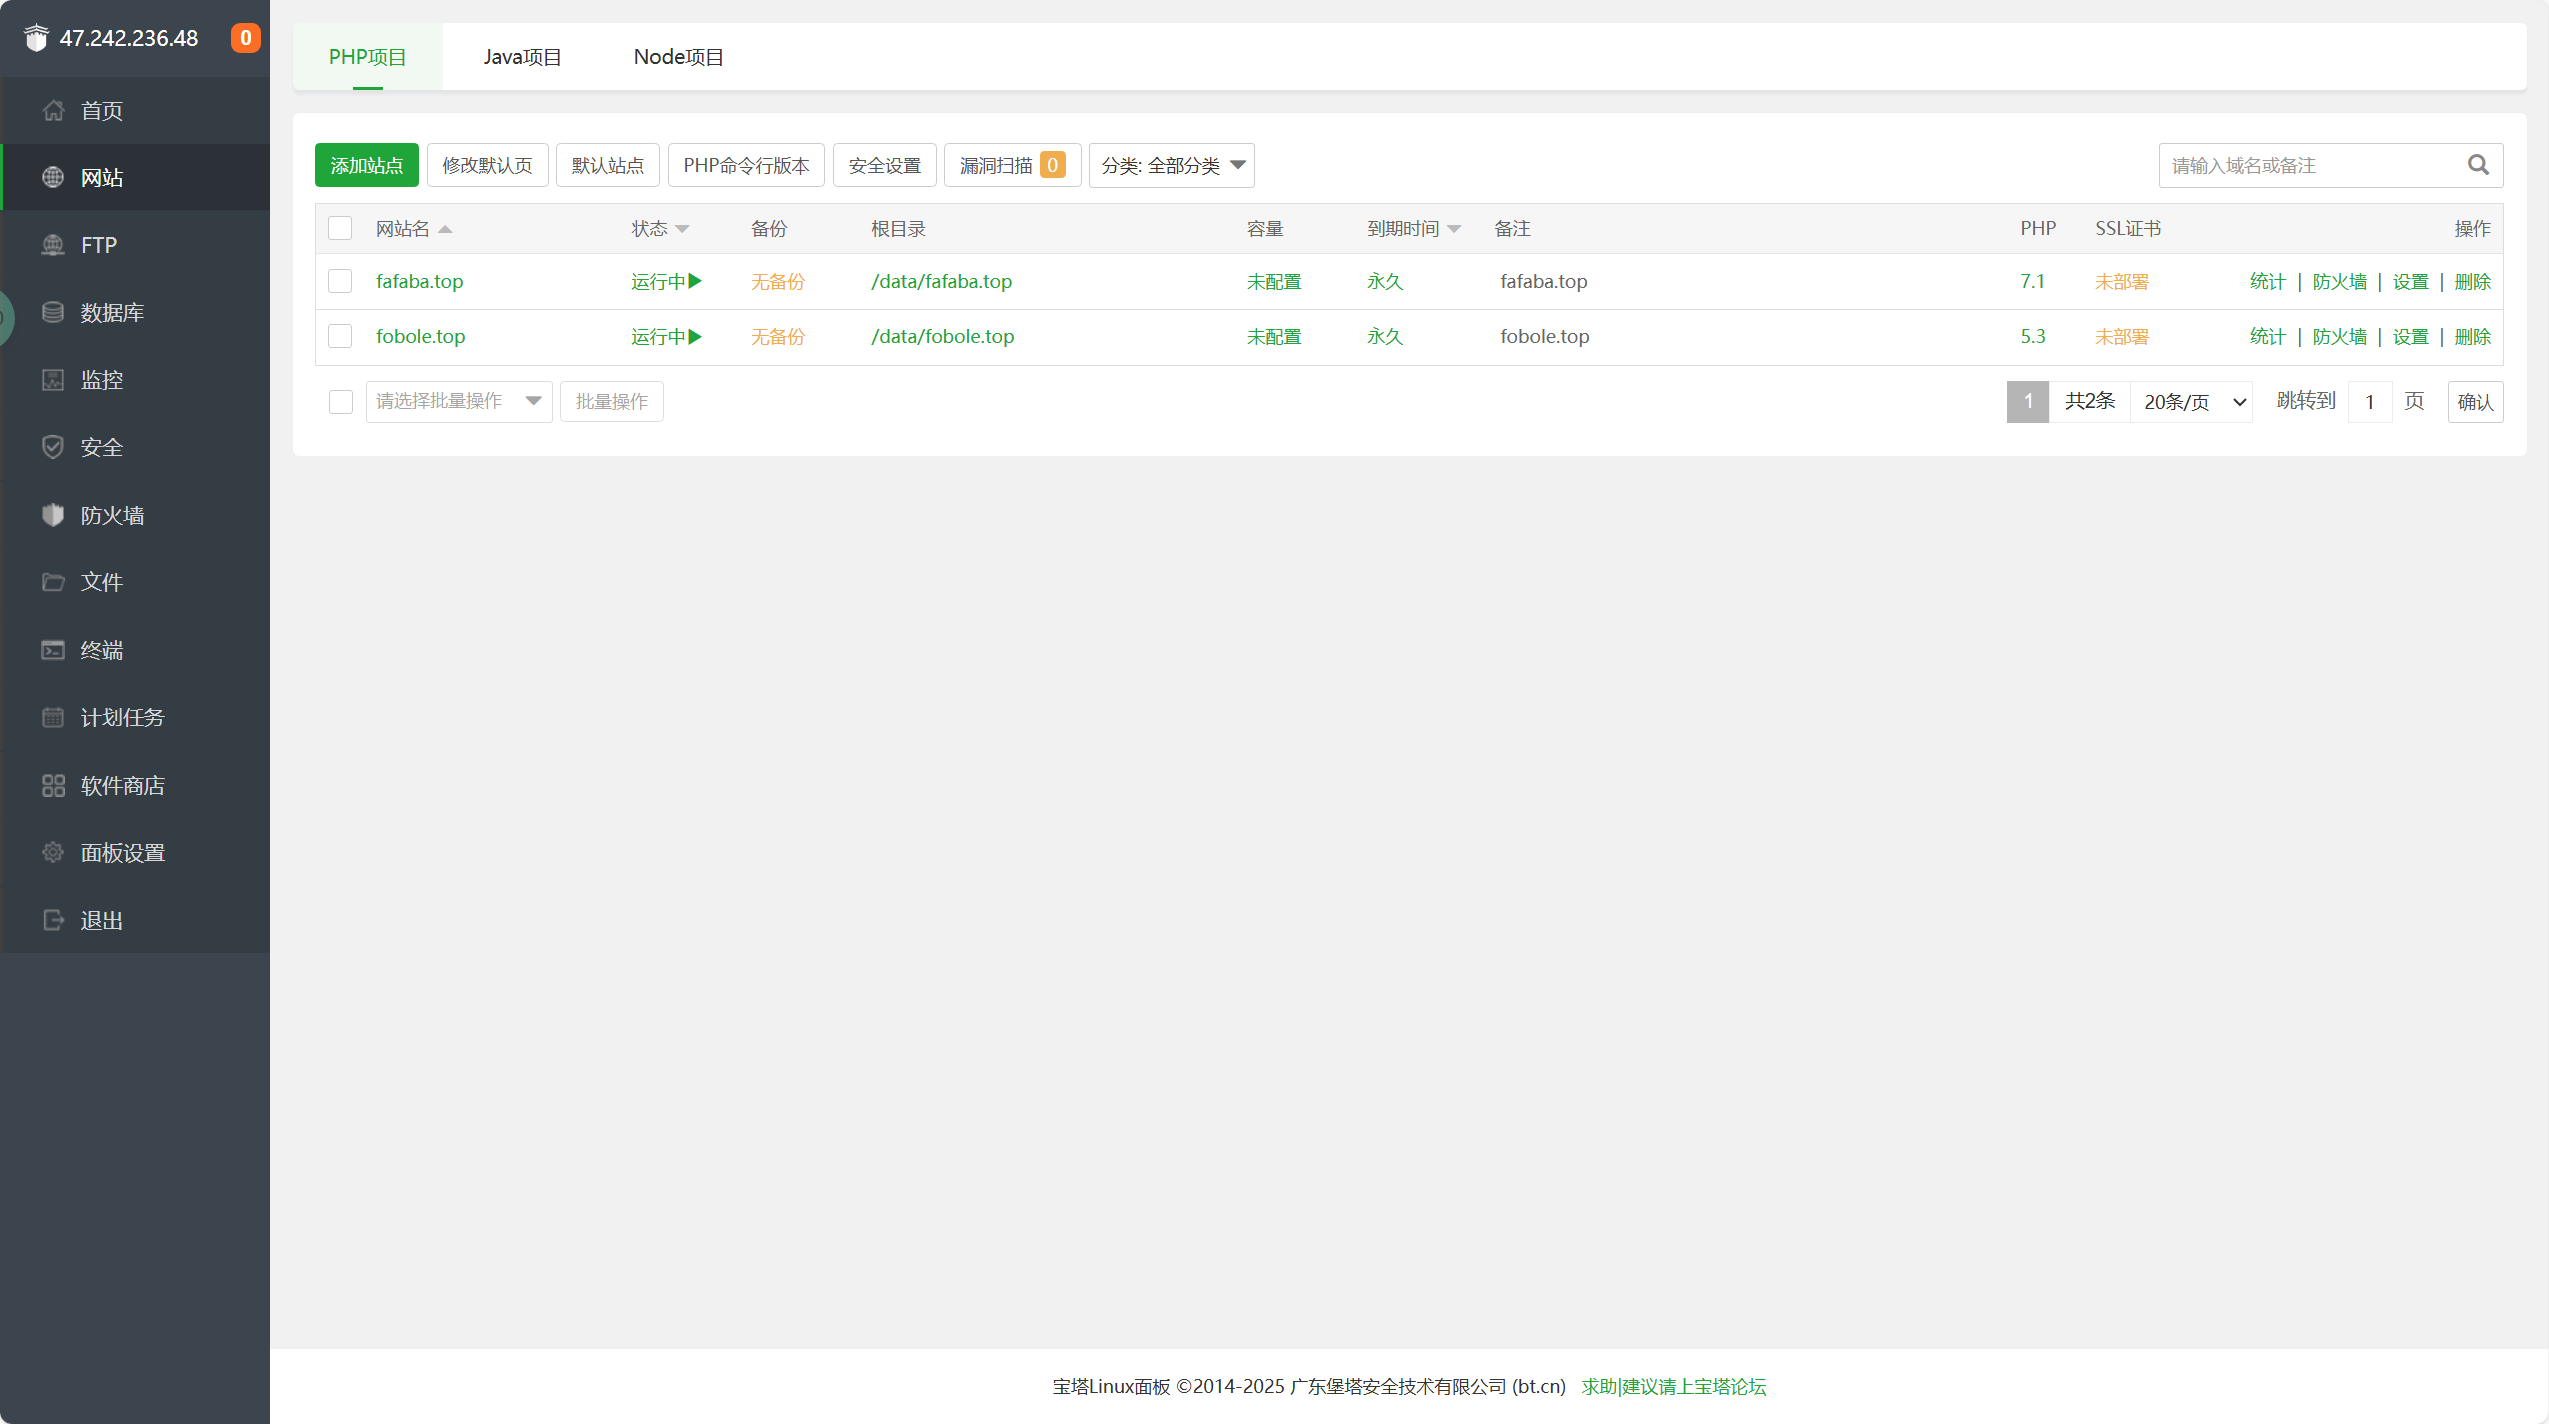 47.242.236.48 0
首页
网站
FTP
数据库
监控
安全
防火墙
文件
终端
计划任务
软件商店
面板设置
退出
PHP项目 Java项目 Node项目
添加站点 修改默认页 默认站点 PHP命令行版本 安全设置 漏洞扫描 0 分类: 全部分类 请输入域名或备注
网站名 状态 备份 根目录 容量 到期时间 备注 PHP SSL证书 操作
fafaba.top 运行中 无备份 /data/fafaba.top 未配置 永久 fafaba.top 7.1 未部署 统计 | 防火墙 | 设置 | 删除
fobole.top 运行中 无备份 /data/fobole.top 未配置 永久 fobole.top 5.3 未部署 统计 | 防火墙 | 设置 | 删除
请选择批量操作 批量操作 1 共2条 20条/页 跳转到 1 页 确认
宝塔Linux面板 ©2014-2025 广东堡塔安全技术有限公司 (bt.cn) 求助|建议请上宝塔论坛